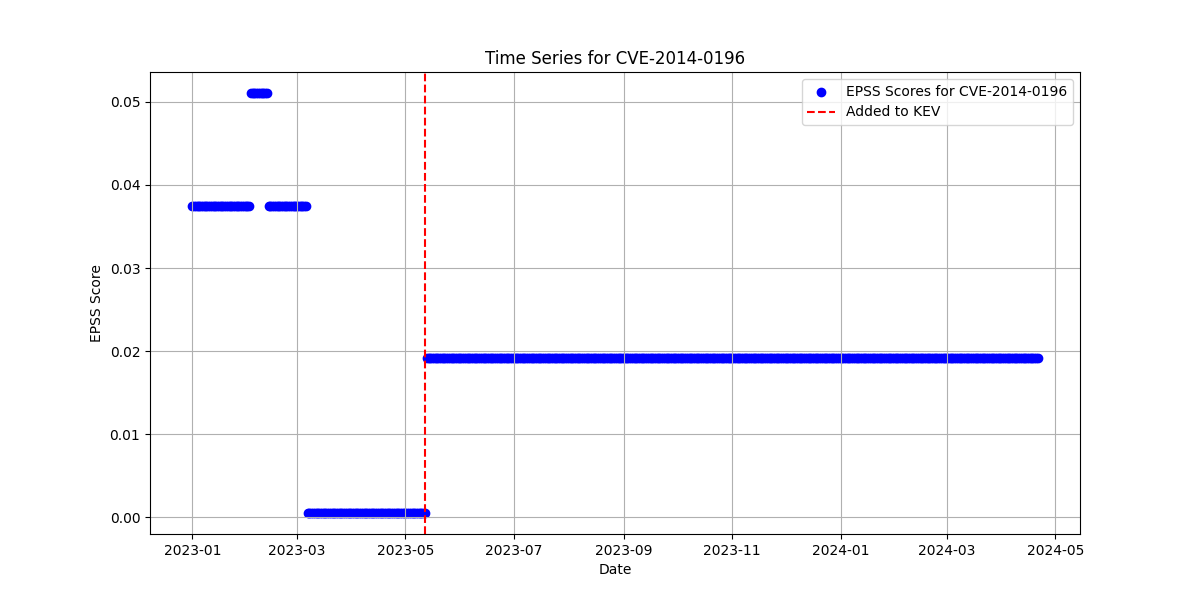 Time Series for CVE-2014-0196
EPSS Scores for CVE-2014-0196
Added to KEV
EPSS Score
0.05
0.04
0.03
0.02
0.01
0.00
2023-01 2023-03 2023-05 2023-07 2023-09 2023-11 2024-01 2024-03 2024-05
Date